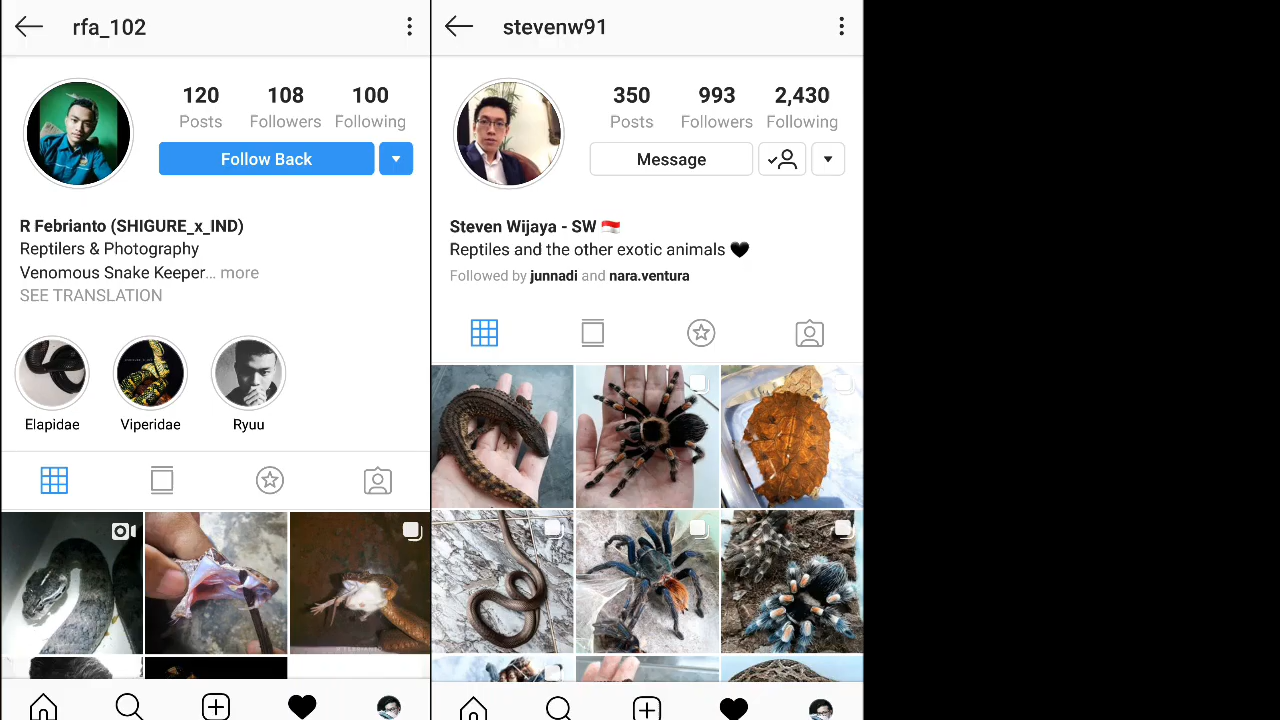 rfa_102
120
108
100
Posts
Followers
Following
Follow Back
R Febrianto (SHIGURE_x_IND)
Reptilers & Photography
Venomous Snake Keeper... more
SEE TRANSLATION
Elapidae
Viperidae
Ryuu
stevenw91
350
993
2,430
Posts
Followers
Following
Message
Steven Wijaya - SW 🇮🇩
Reptiles and the other exotic animals 🖤
Followed by junnadi and nara.ventura